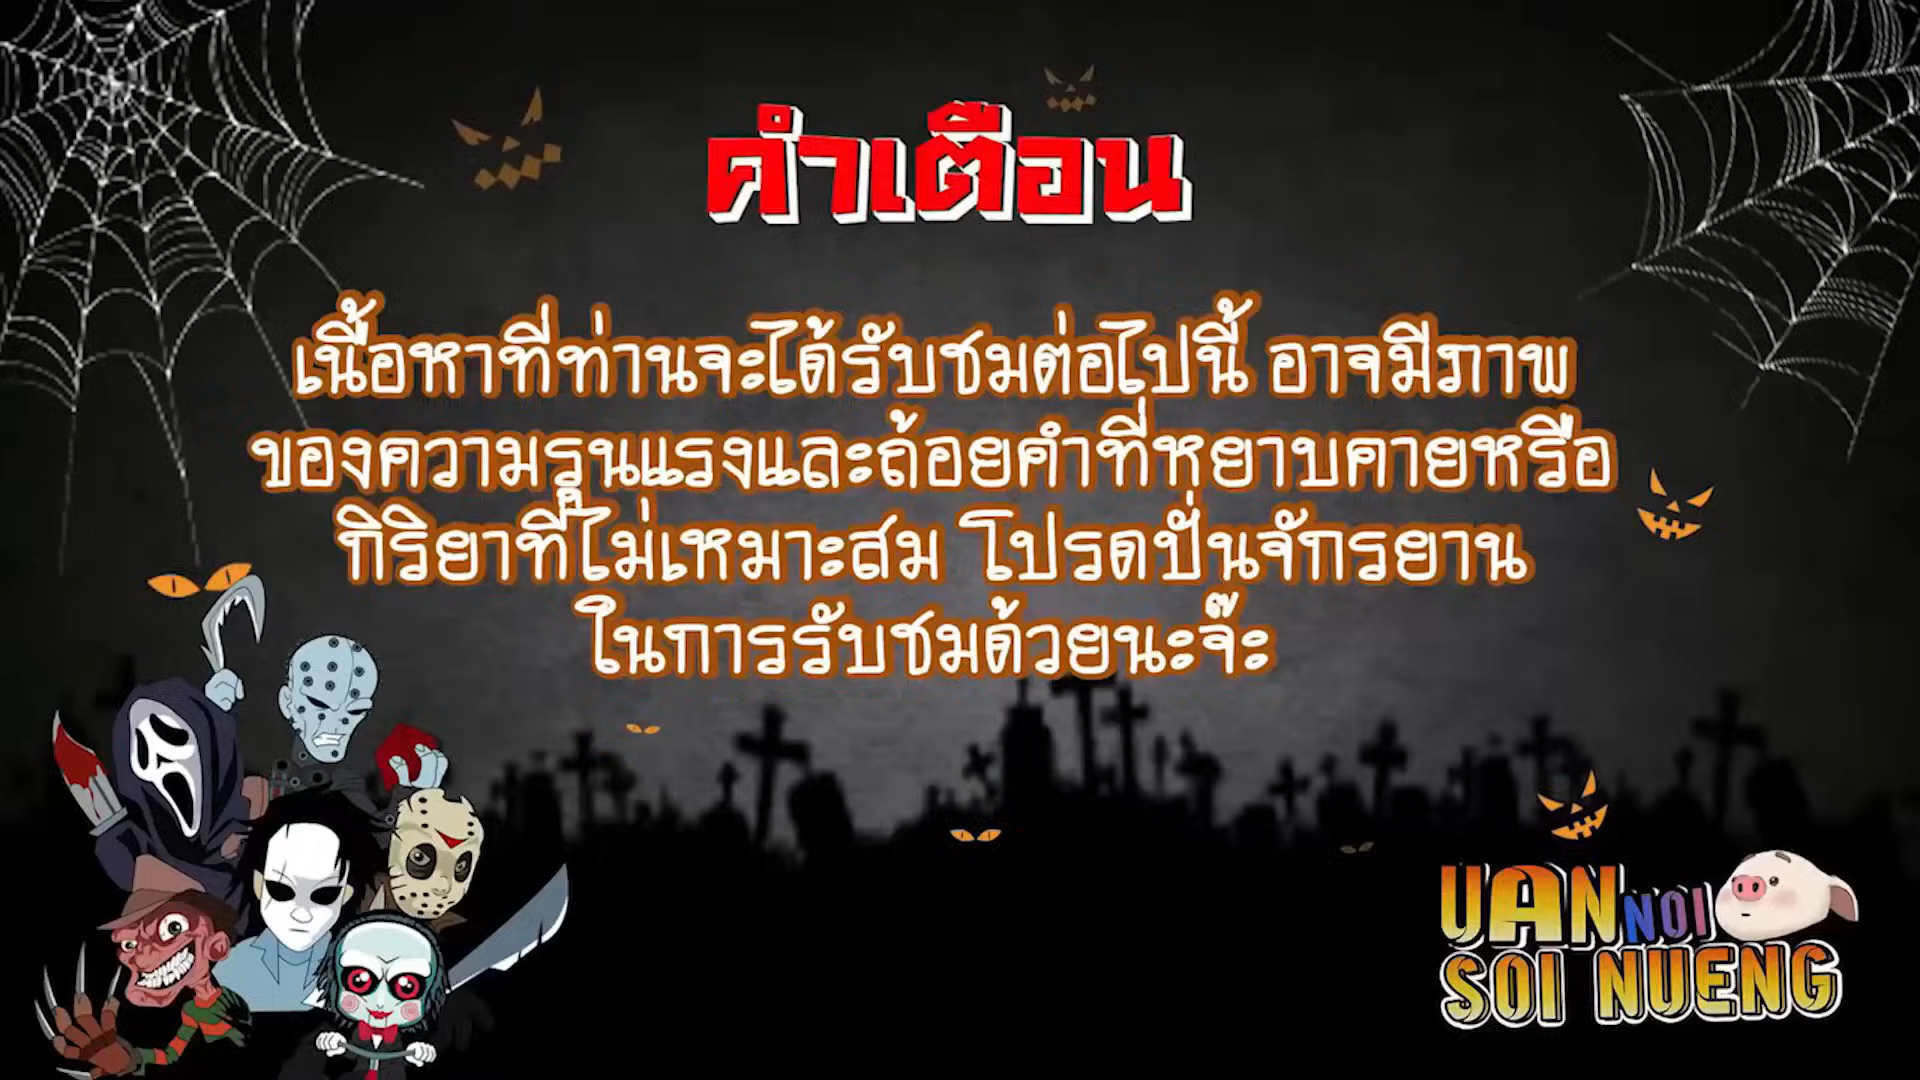 คำเตือน
เนื้อหาที่ท่านจะได้รับชมต่อไปนี้ อาจมีภาพ
ของความรุนแรงและถ้อยคำที่หยาบคายหรือ
กิริยาที่ไม่เหมาะสม โปรดปั่นจักรยาน
ในการรับชมด้วยนะจ๊ะ
UAN NOI
SOI NUENG